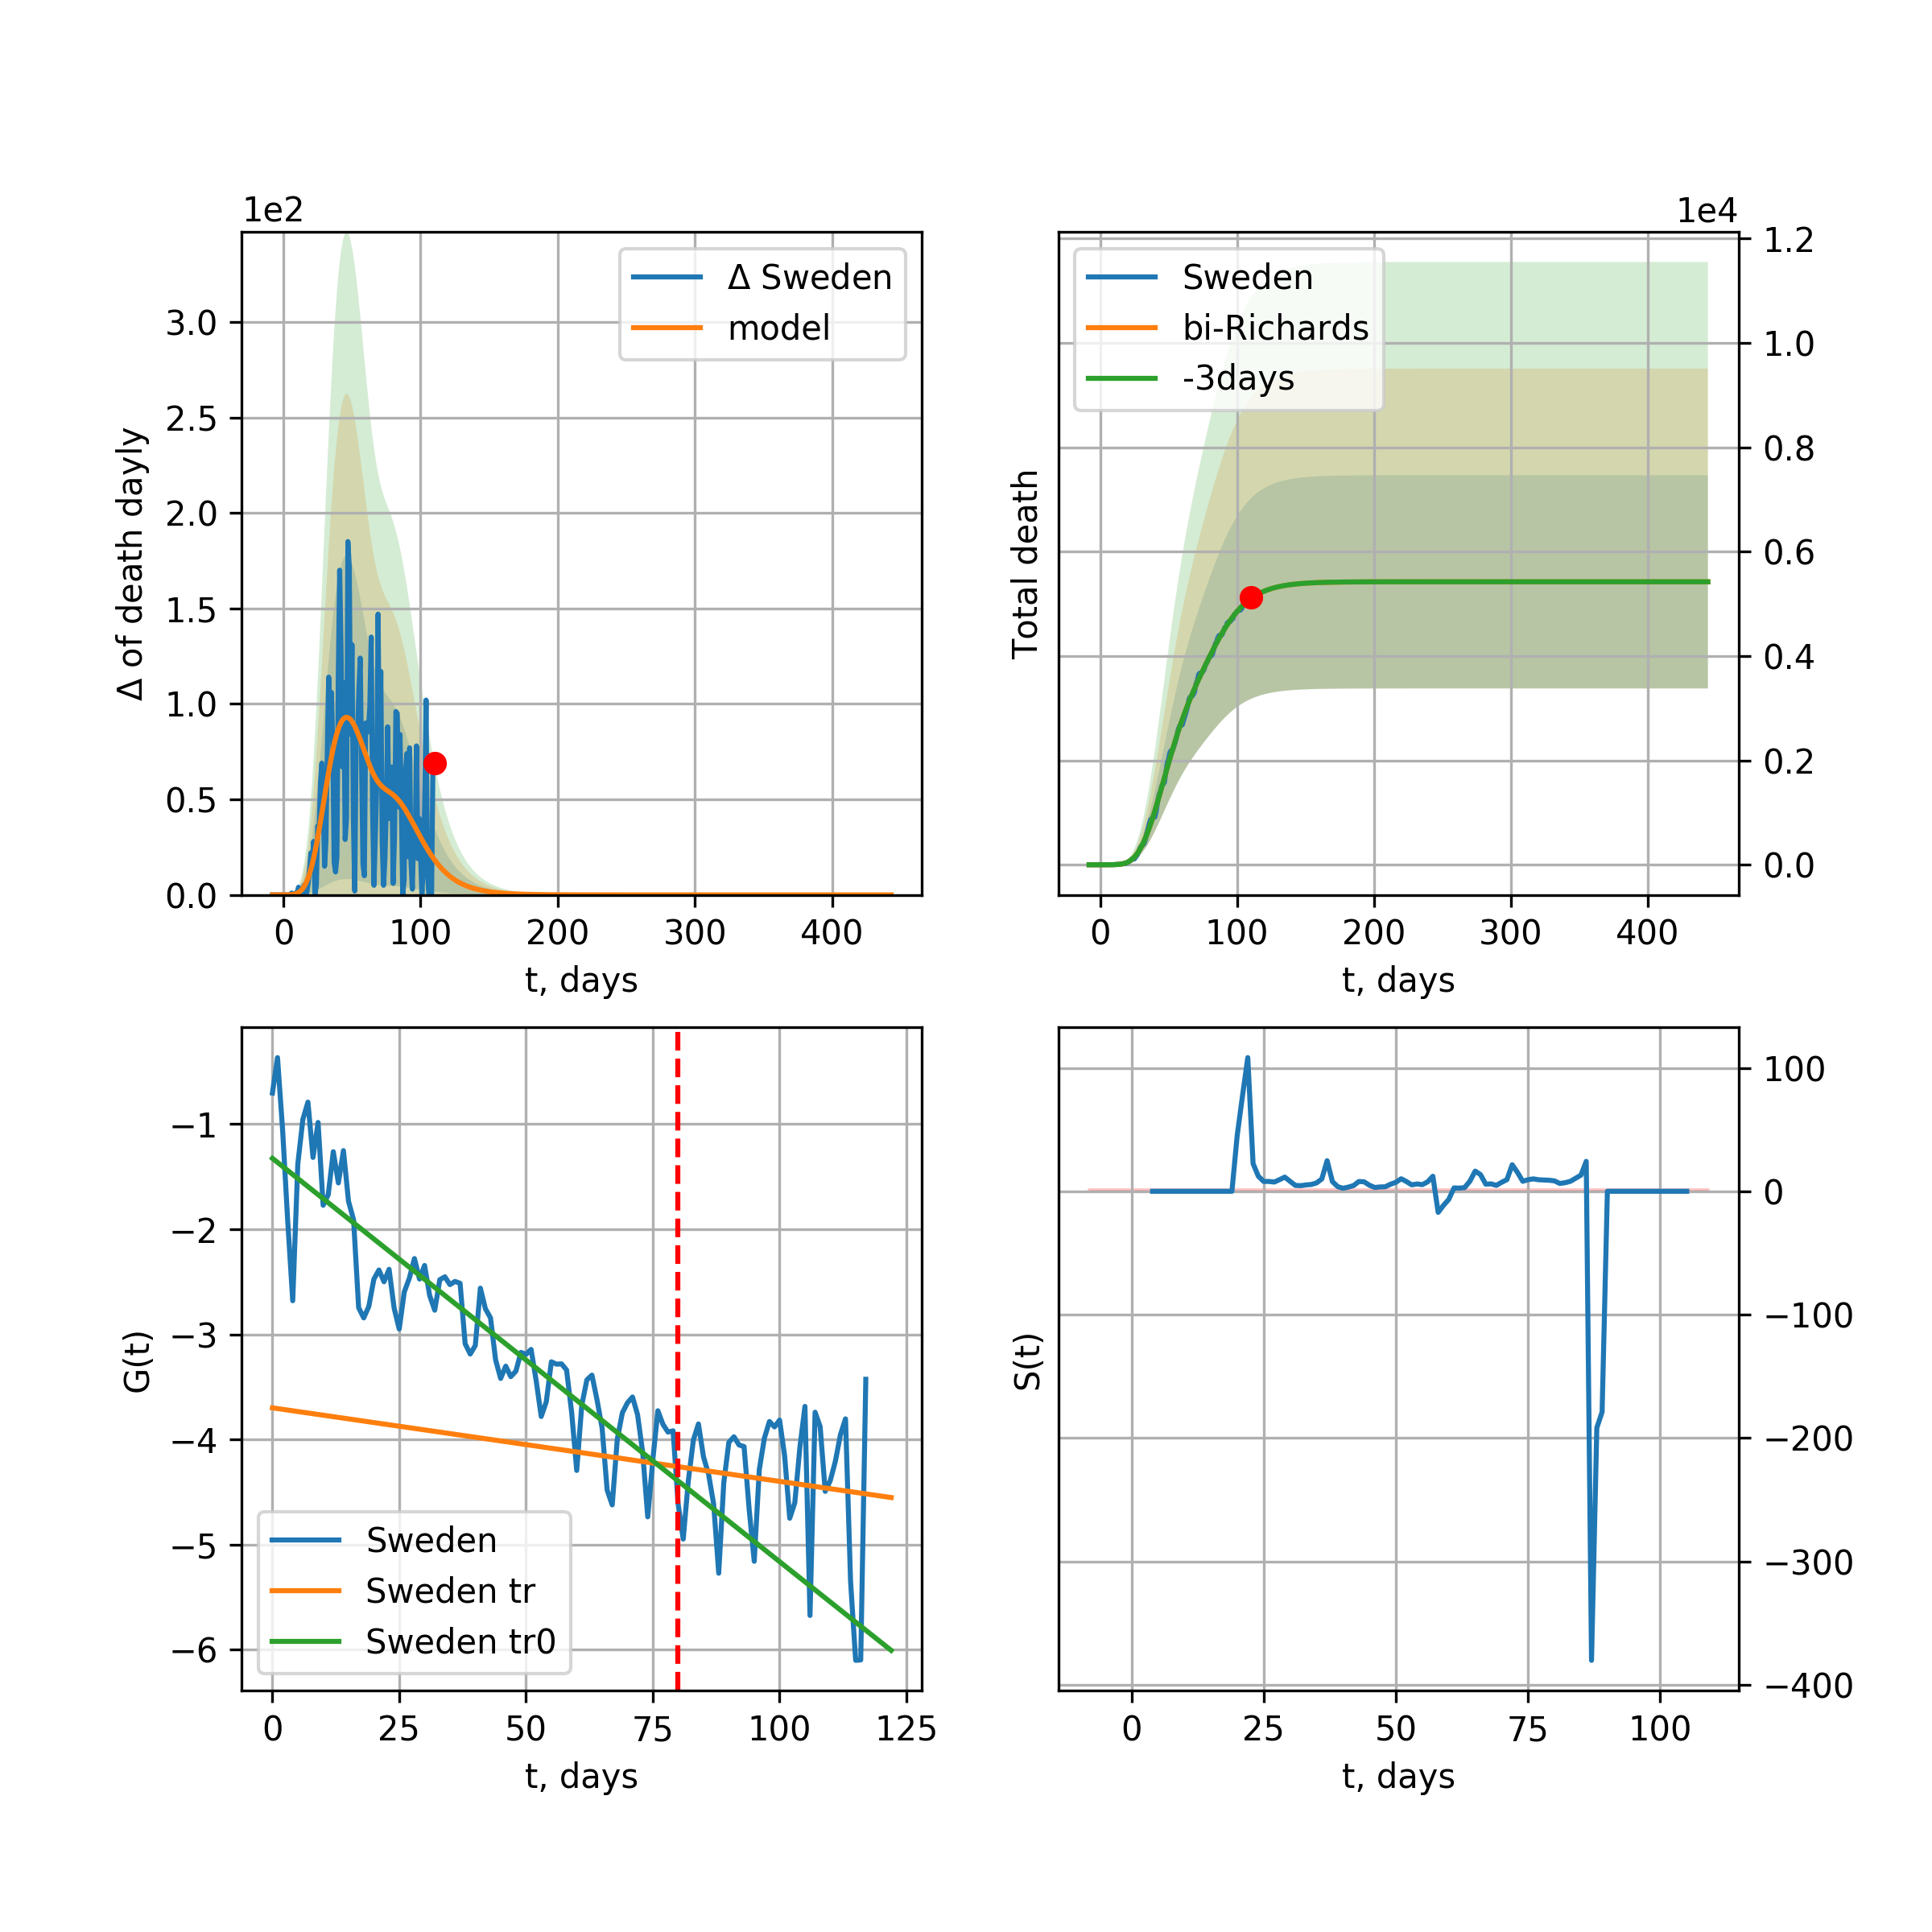 1e2
Δ Sweden
model
3.0
2.5
2.0
1.5
1.0
0.5
0.0
Δ of death dayly
0 100 200 300 400
t, days
1e4
Sweden
bi-Richards
-3days
1.2
1.0
0.8
0.6
0.4
0.2
0.0
Total death
0 100 200 300 400
t, days
−1
−2
−3
−4
−5
−6
G(t)
Sweden
Sweden tr
Sweden tr0
0 25 50 75 100 125
t, days
100
0
−100
−200
−300
−400
S(t)
0 25 50 75 100
t, days